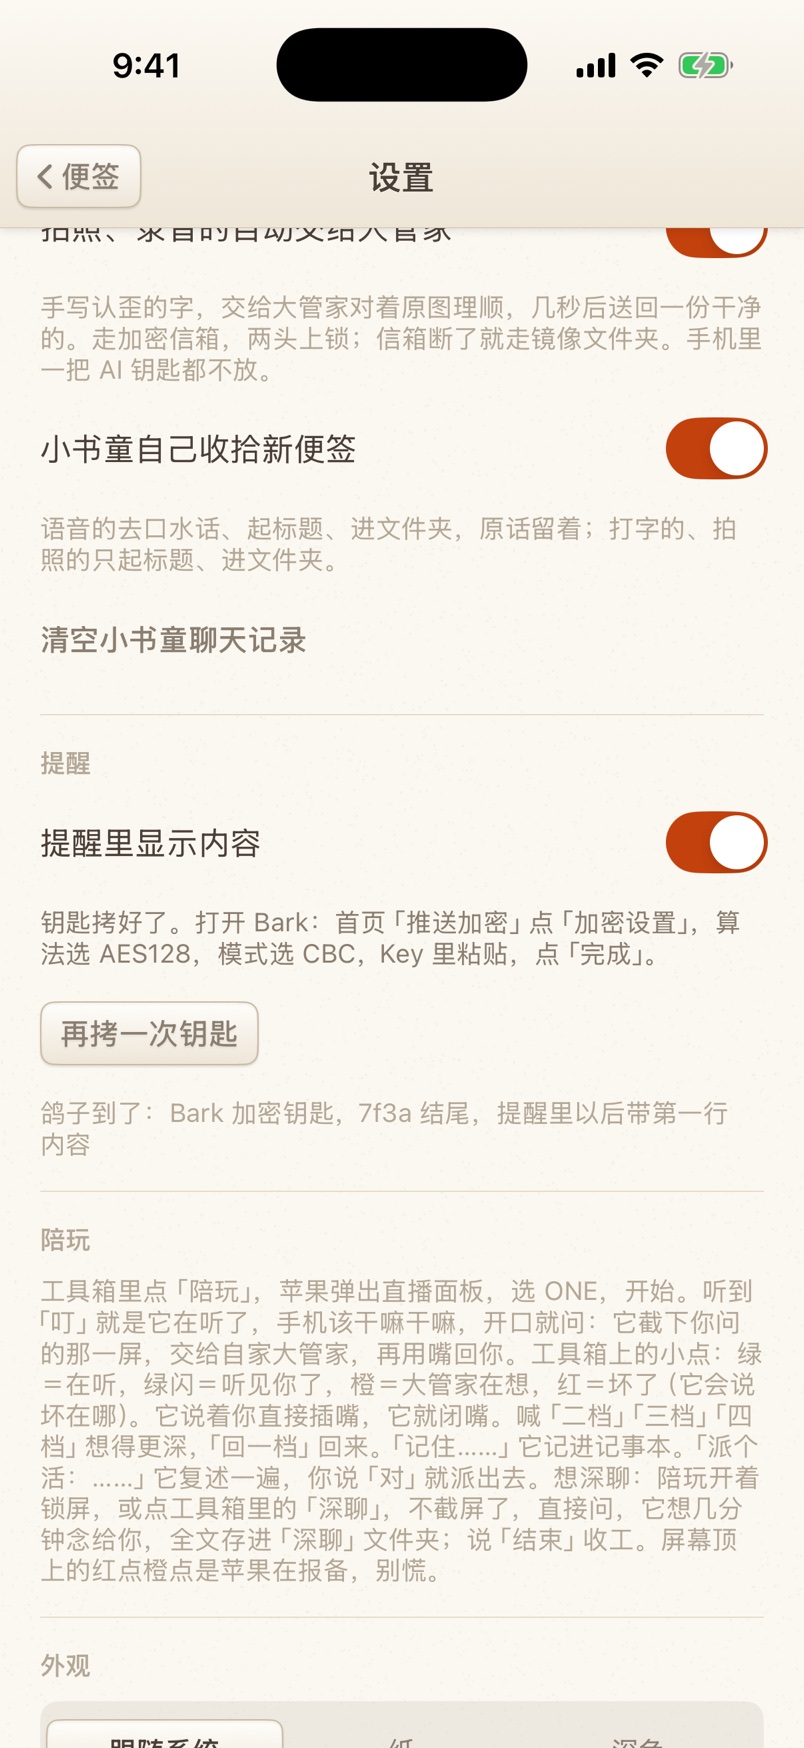 9:41
便签
设置
拍照、录音的自动交给大管家
手写认歪的字，交给大管家对着原图理顺，几秒后送回一份干净
的。走加密信箱，两头上锁；信箱断了就走镜像文件夹。手机里
一把 AI 钥匙都不放。
小书童自己收拾新便签
语音的去口水话、起标题、进文件夹，原话留着；打字的、拍
照的只起标题、进文件夹。
清空小书童聊天记录
提醒
提醒里显示内容
钥匙拷好了。打开 Bark：首页「推送加密」点「加密设置」，算
法选 AES128，模式选 CBC，Key 里粘贴，点「完成」。
再拷一次钥匙
鸽子到了：Bark 加密钥匙，7f3a 结尾，提醒里以后带第一行
内容
陪玩
工具箱里点「陪玩」，苹果弹出直播面板，选 ONE，开始。听到
「叮」就是它在听了，手机该干嘛干嘛，开口就问：它截下你问
的那一屏，交给自家大管家，再用嘴回你。工具箱上的小点：绿
＝在听，绿闪＝听见你了，橙＝大管家在想，红＝坏了（它会说
坏在哪）。它说着你直接插嘴，它就闭嘴。喊「二档」「三档」「四
档」想得更深，「回一档」回来。「记住……」它记进记事本。「派个
活：……」它复述一遍，你说「对」就派出去。想深聊：陪玩开着
锁屏，或点工具箱里的「深聊」，不截屏了，直接问，它想几分
钟念给你，全文存进「深聊」文件夹；说「结束」收工。屏幕顶
上的红点橙点是苹果在报备，别慌。
外观
跟随系统
纸
深色